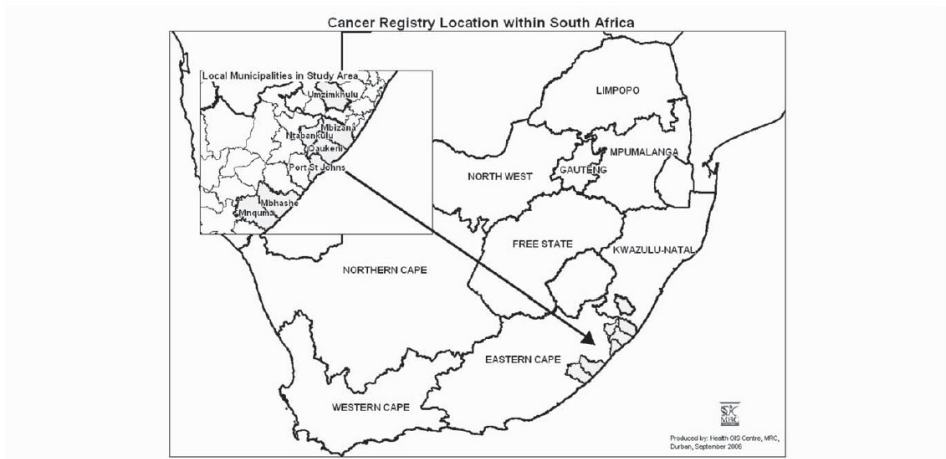 Cancer Registry Location within South Africa
Local Municipalities in Study Area
Umzimkhulu
Mbizana
Ntabankulu
Qaukeni
Port St Johns
Mbhashe
Mnquma
LIMPOPO
MPUMALANGA
GAUTENG
NORTH WEST
FREE STATE
KWAZULU-NATAL
NORTHERN CAPE
EASTERN CAPE
WESTERN CAPE
MRC
Produced by: Health GIS Centre, MRC,
Durban, September 2006